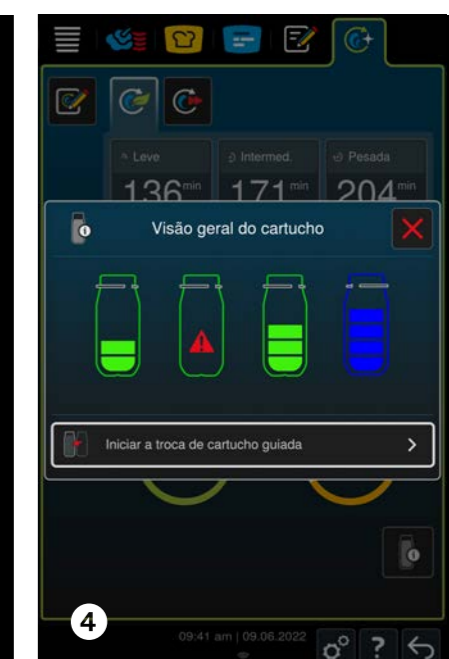 Leve
Intermed.
Pesada
136 min
171 min
204 min
Visão geral do cartucho
Iniciar a troca de cartucho guiada
4
09:41 am | 09.06.2022
?